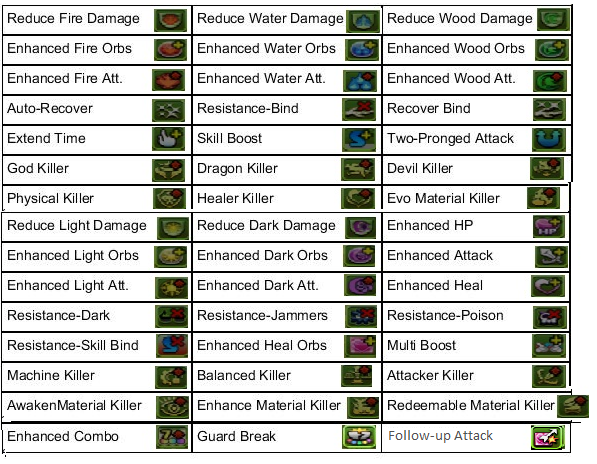 Reduce Fire Damage Reduce Water Damage Reduce Wood Damage
Enhanced Fire Orbs Enhanced Water Orbs Enhanced Wood Orbs
Enhanced Fire Att. Enhanced Water Att. Enhanced Wood Att.
Auto-Recover Resistance-Bind Recover Bind
Extend Time Skill Boost Two-Pronged Attack
God Killer Dragon Killer Devil Killer
Physical Killer Healer Killer Evo Material Killer
Reduce Light Damage Reduce Dark Damage Enhanced HP
Enhanced Light Orbs Enhanced Dark Orbs Enhanced Attack
Enhanced Light Att. Enhanced Dark Att. Enhanced Heal
Resistance-Dark Resistance-Jammers Resistance-Poison
Resistance-Skill Bind Enhanced Heal Orbs Multi Boost
Machine Killer Balanced Killer Attacker Killer
AwakenMaterial Killer Enhance Material Killer Redeemable Material Killer
Enhanced Combo Guard Break Follow-up Attack
HP